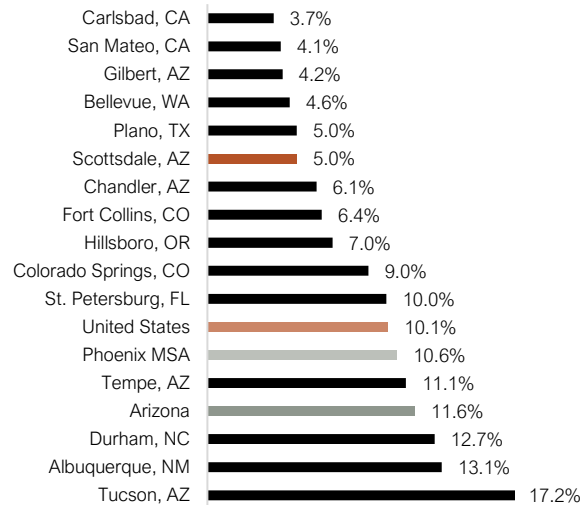 Carlsbad, CA 3.7%
San Mateo, CA 4.1%
Gilbert, AZ 4.2%
Bellevue, WA 4.6%
Plano, TX 5.0%
Scottsdale, AZ 5.0%
Chandler, AZ 6.1%
Fort Collins, CO 6.4%
Hillsboro, OR 7.0%
Colorado Springs, CO 9.0%
St. Petersburg, FL 10.0%
United States 10.1%
Phoenix MSA 10.6%
Tempe, AZ 11.1%
Arizona 11.6%
Durham, NC 12.7%
Albuquerque, NM 13.1%
Tucson, AZ 17.2%